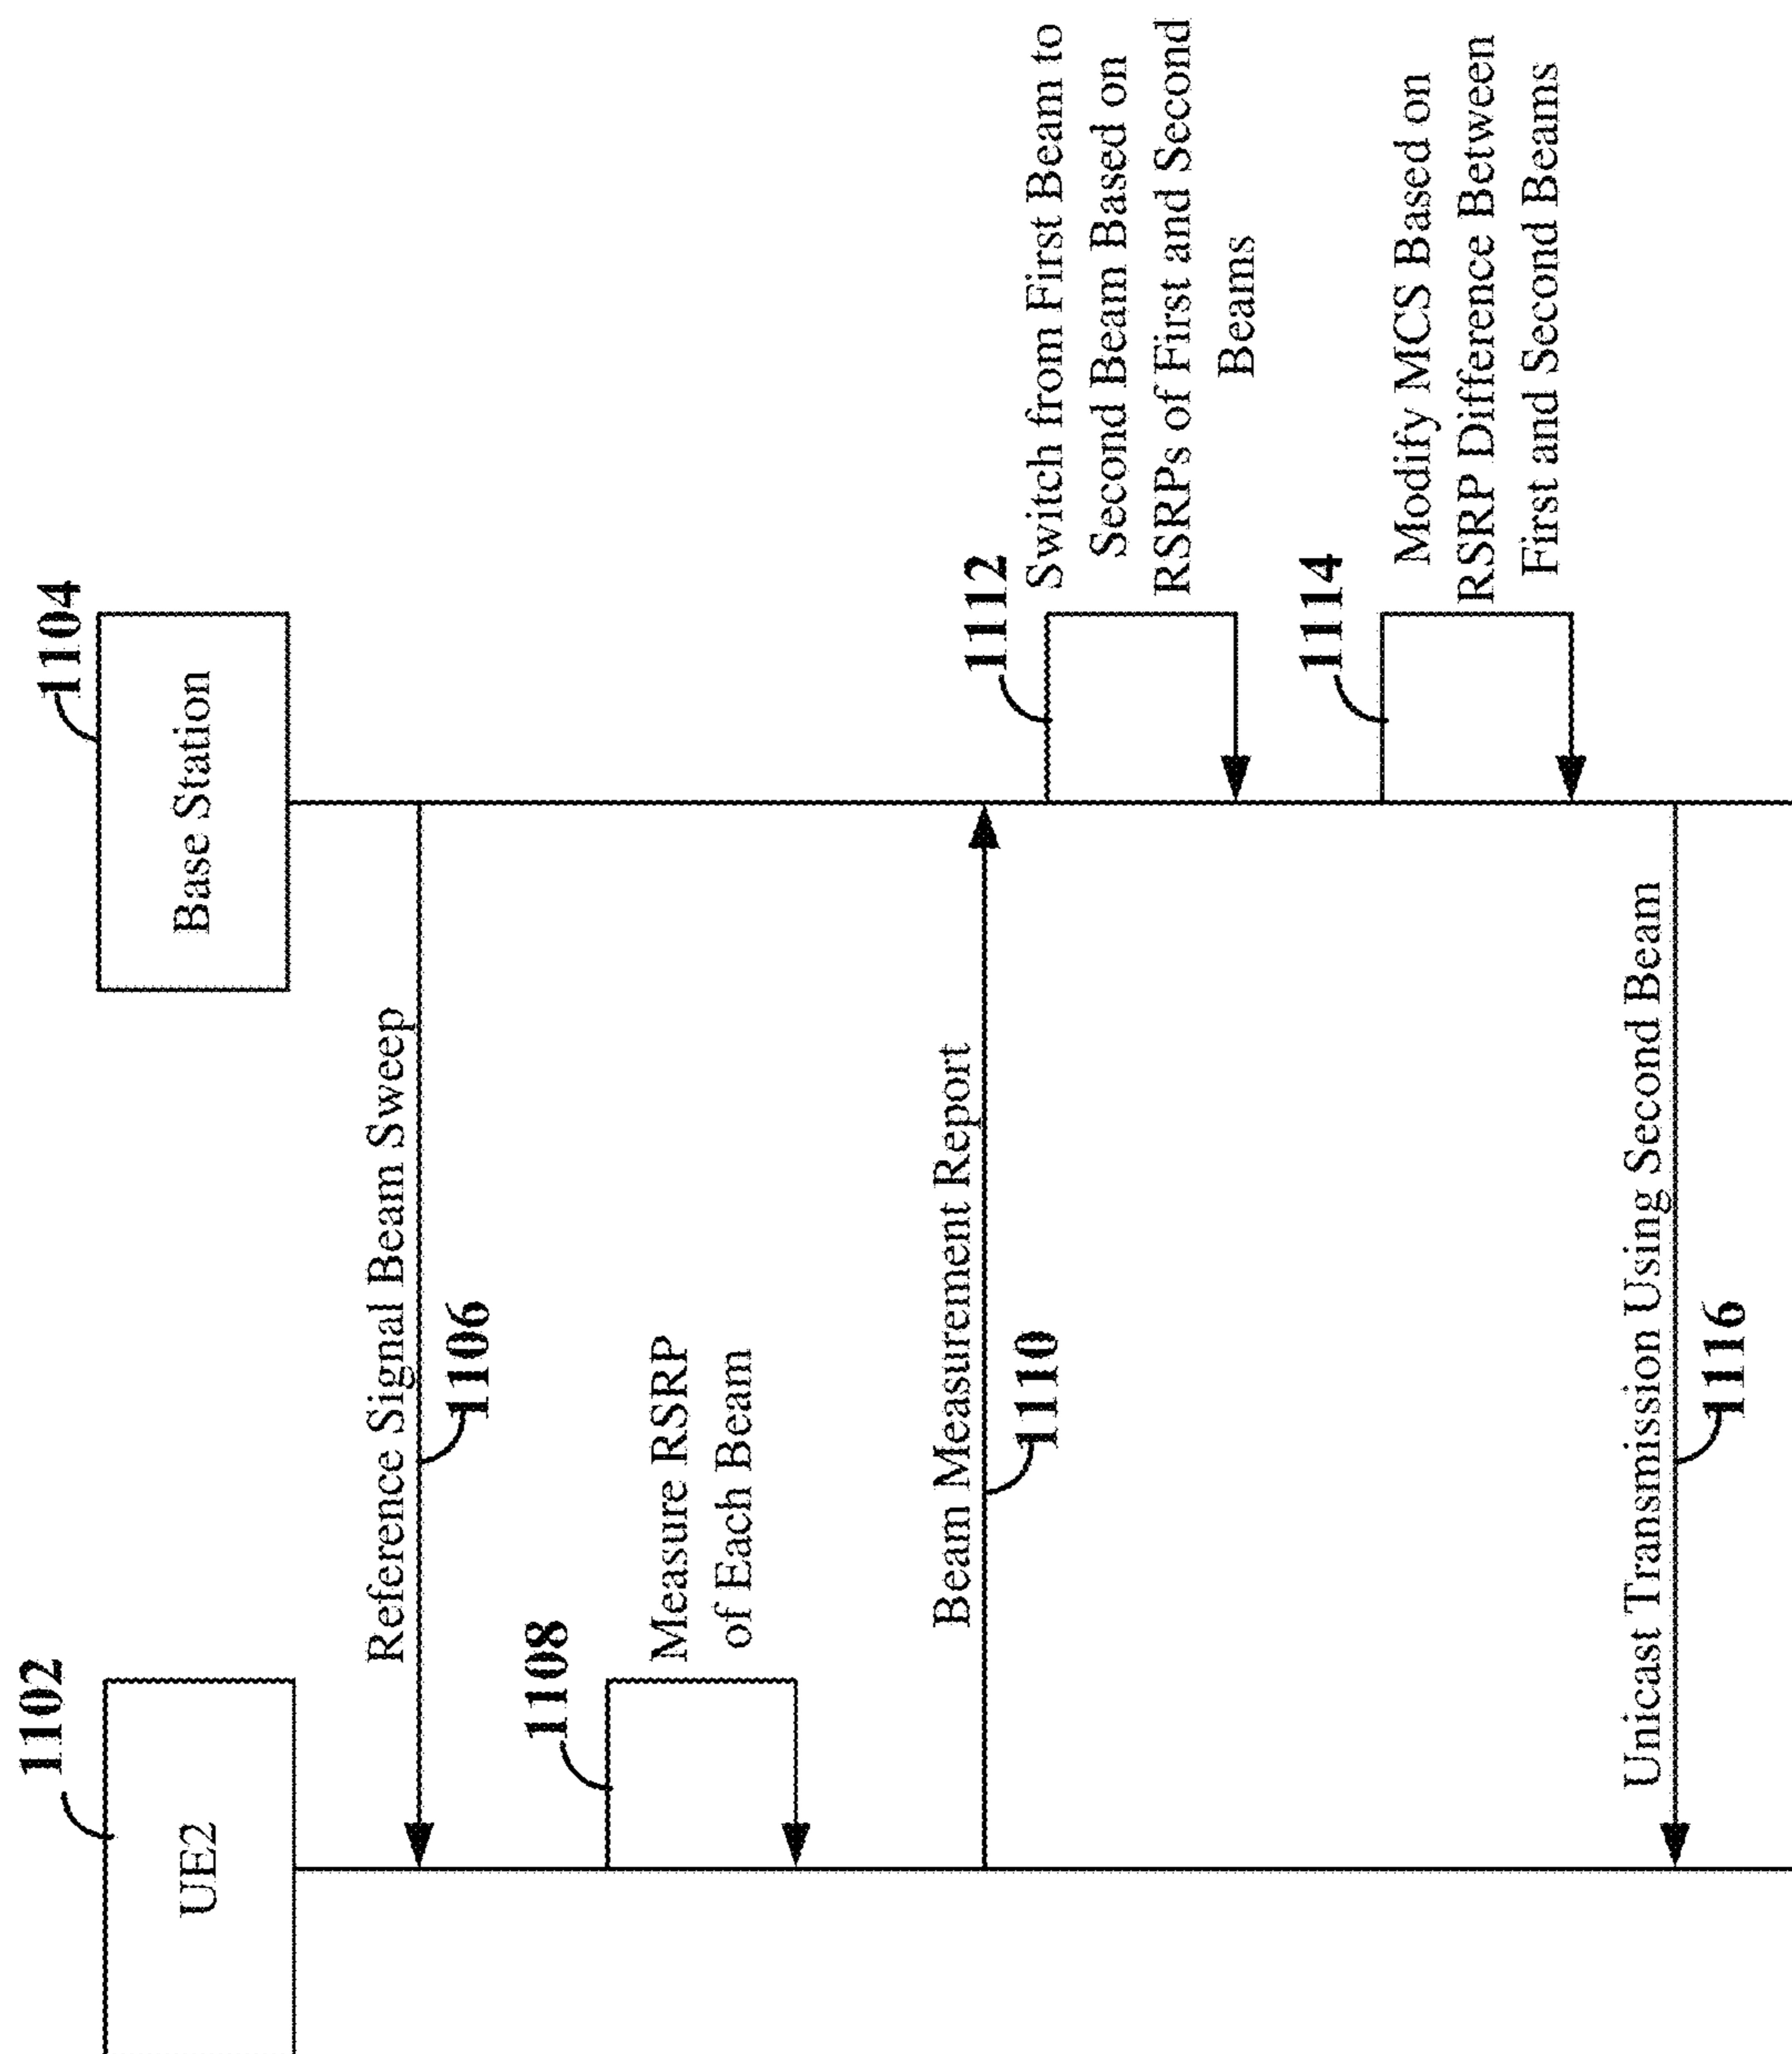 1102
UE2
1104
Base Station
Reference Signal Beam Sweep
1106
1108
Measure RSRP
of Each Beam
Beam Measurement Report
1110
1112
Switch from First Beam to
Second Beam Based on
RSRPs of First and Second
Beams
1114
Modify MCS Based on
RSRP Difference Between
First and Second Beams
Unicast Transmission Using Second Beam
1116